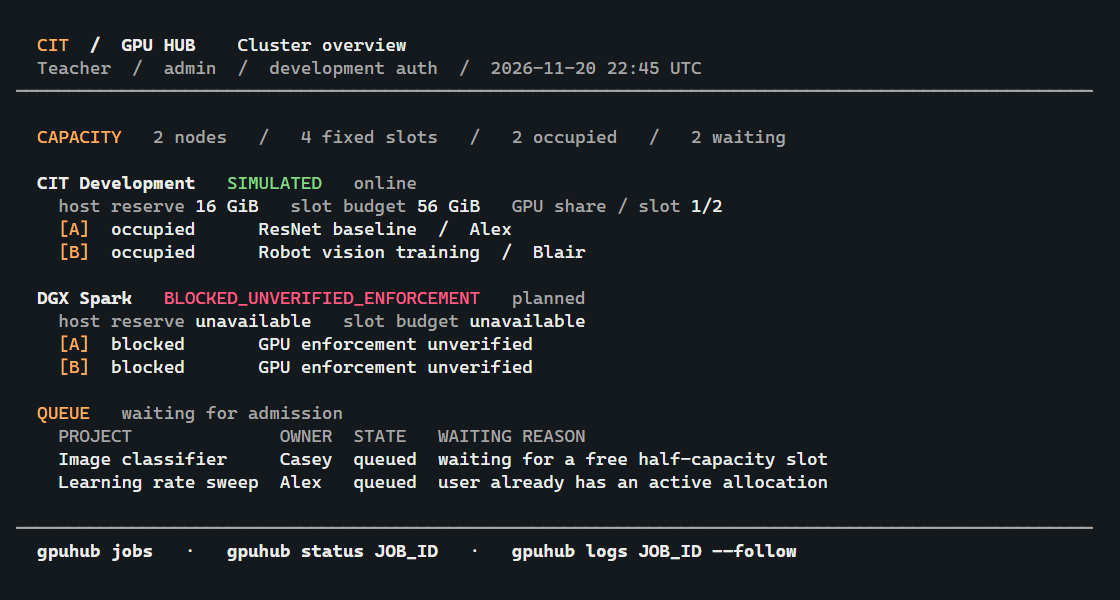 CIT / GPU HUB Cluster overview
Teacher / admin / development auth / 2026-11-20 22:45 UTC
CAPACITY 2 nodes / 4 fixed slots / 2 occupied / 2 waiting
CIT Development SIMULATED online
host reserve 16 GiB slot budget 56 GiB GPU share / slot 1/2
[A] occupied ResNet baseline / Alex
[B] occupied Robot vision training / Blair
DGX Spark BLOCKED_UNVERIFIED_ENFORCEMENT planned
host reserve unavailable slot budget unavailable
[A] blocked GPU enforcement unverified
[B] blocked GPU enforcement unverified
QUEUE waiting for admission
PROJECT OWNER STATE WAITING REASON
Image classifier Casey queued waiting for a free half-capacity slot
Learning rate sweep Alex queued user already has an active allocation
gpuhub jobs · gpuhub status JOB_ID · gpuhub logs JOB_ID --follow